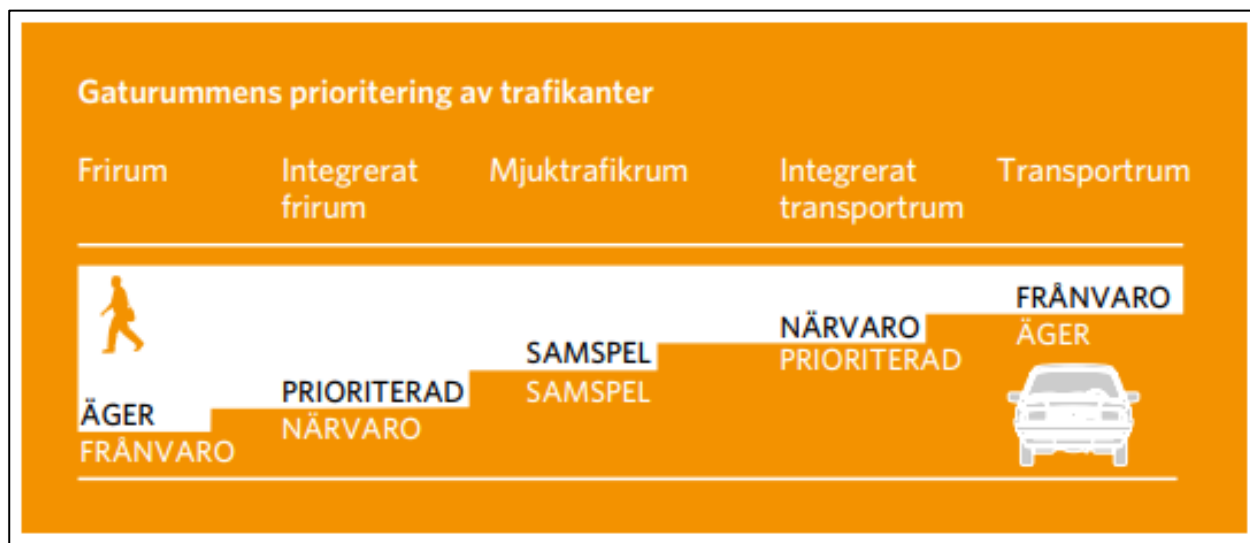 Gaturummens prioritering av trafikanter
Frirum
Integrerat
frirum
Mjuktrafikrum
Integrerat
transportrum
Transportrum
ÄGER
FRÅNVARO
PRIORITERAD
NÄRVARO
SAMSPEL
SAMSPEL
NÄRVARO
PRIORITERAD
FRÅNVARO
ÄGER